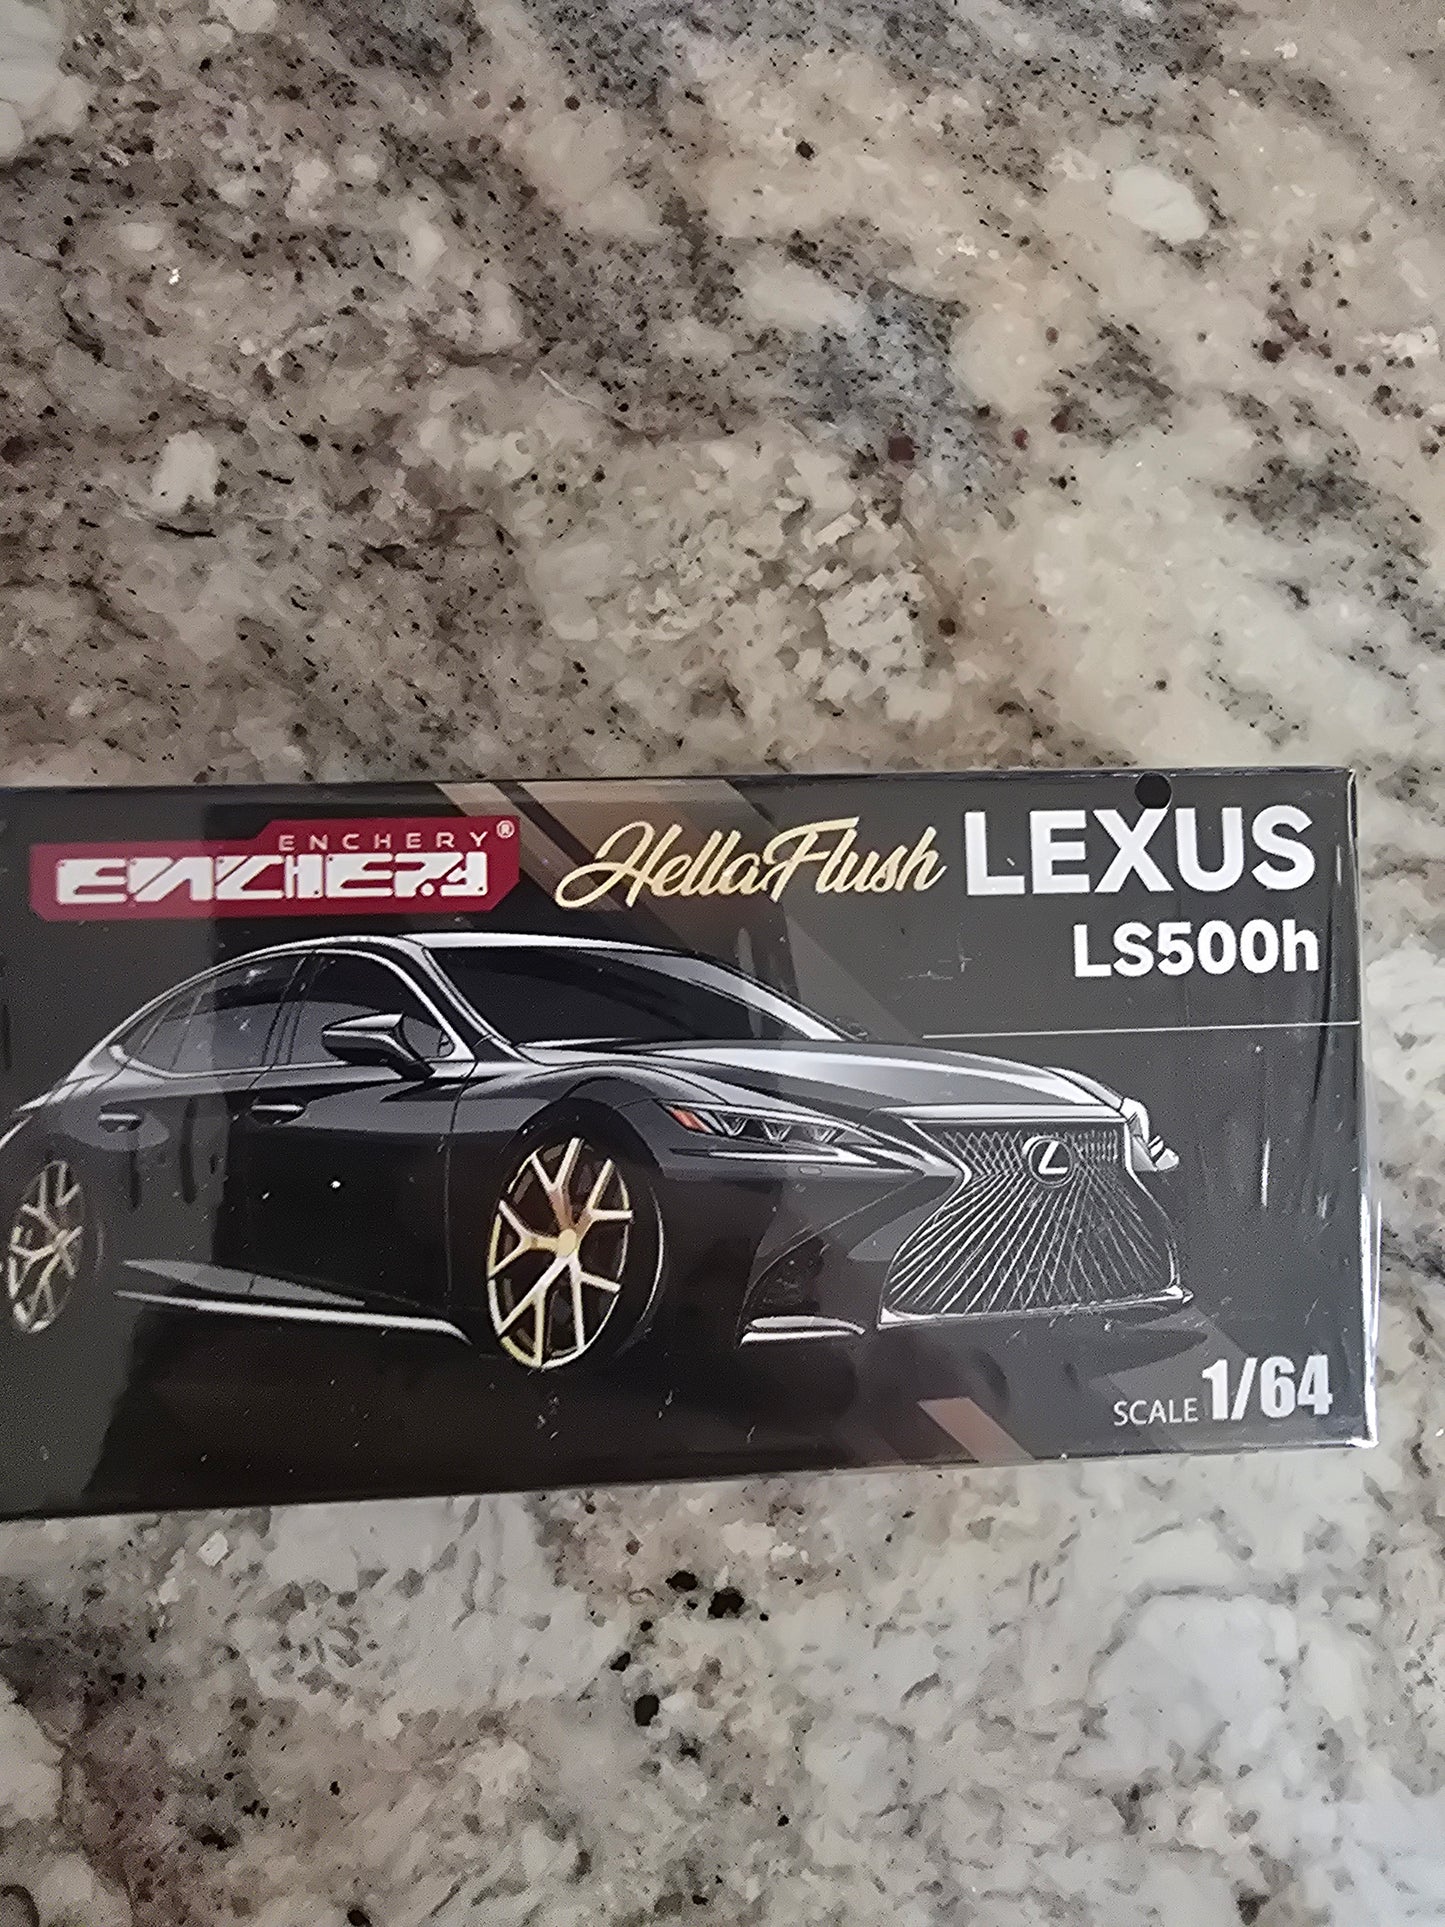 ENCHERY®
ENCHERY
HellaFlush
LEXUS
LS500h
SCALE 1/64